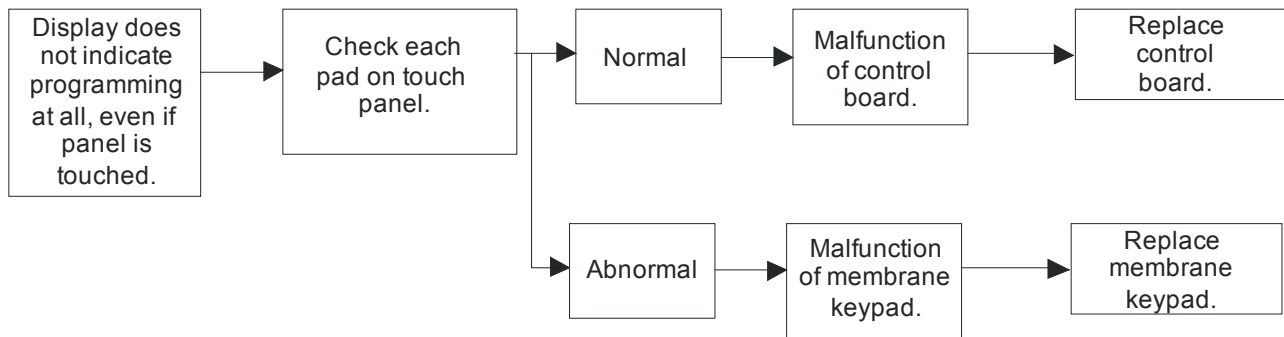 Display does
not indicate
programming
at all, even if
panel is
touched.
Check each
pad on touch
panel.
Normal
Malfunction
of control
board.
Replace
control
board.
Abnormal
Malfunction
of membrane
keypad.
Replace
membrane
keypad.